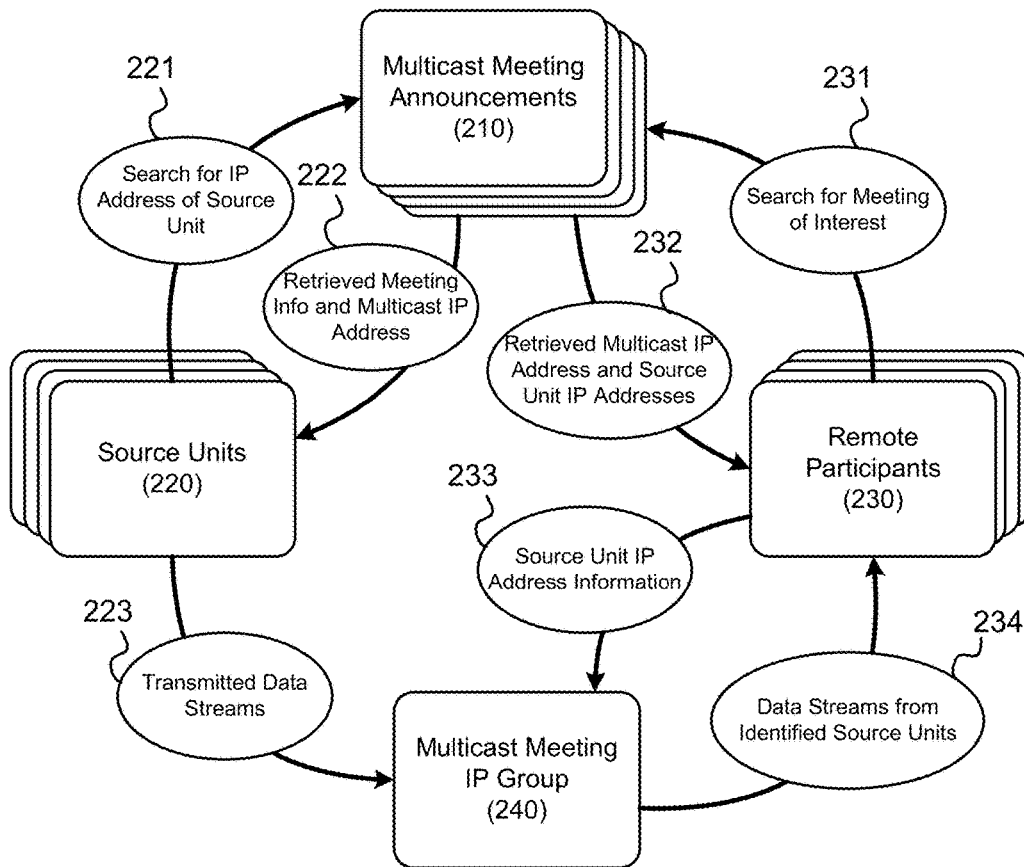 221
Multicast Meeting
Announcements
(210)
231
Search for IP
Address of Source
Unit
222
Search for Meeting
of Interest
232
Retrieved Meeting
Info and Multicast IP
Address
Retrieved Multicast IP
Address and Source
Unit IP Addresses
Source Units
(220)
Remote
Participants
(230)
233
Source Unit IP
Address Information
223
234
Transmitted Data
Streams
Data Streams from
Identified Source Units
Multicast Meeting
IP Group
(240)